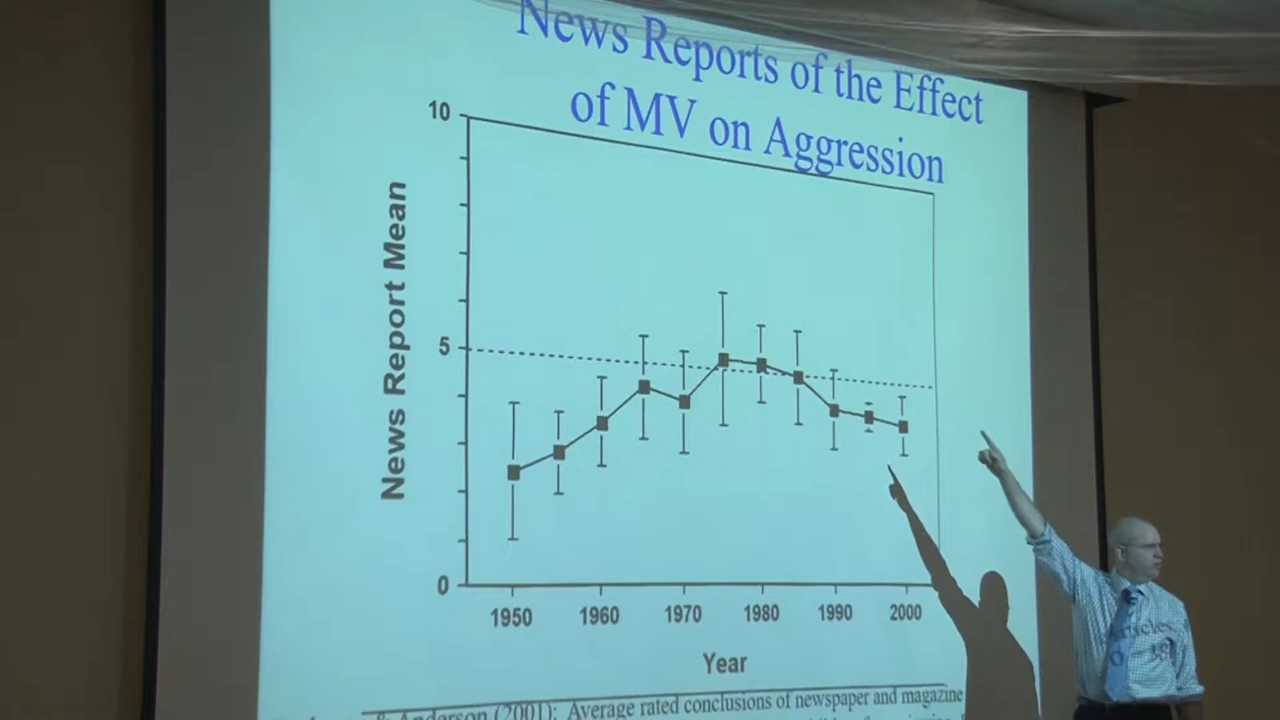 News Reports of the Effect
of MV on Aggression
10
5
0
News Report Mean
1950 1960 1970 1980 1990 2000
Year
& Anderson (2001): Average rated conclusions of newspaper and magazine